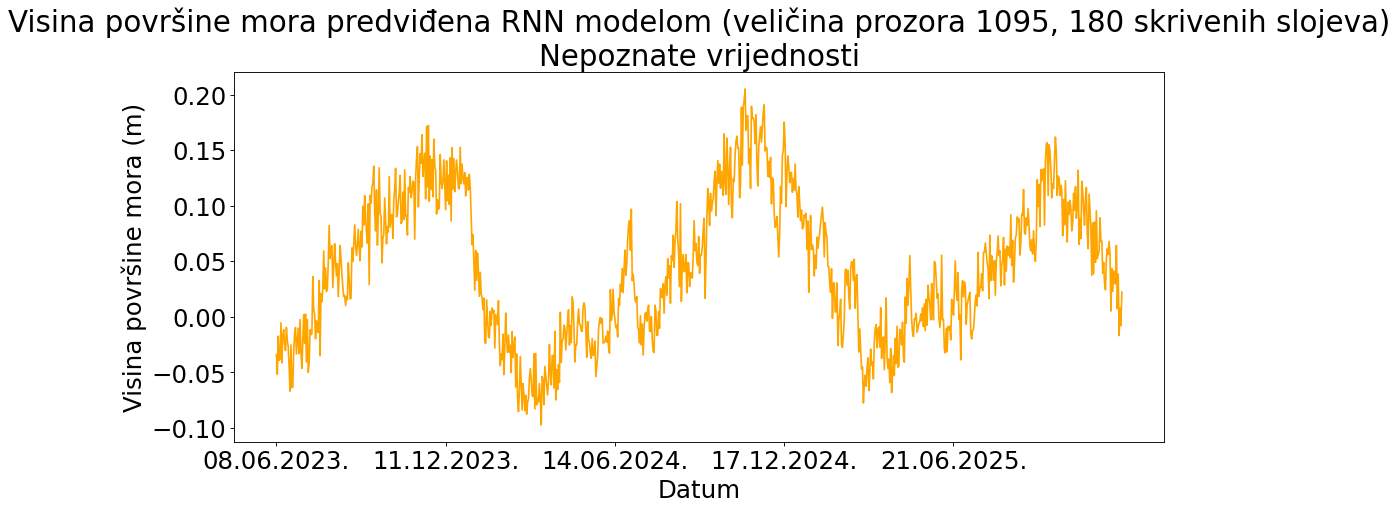 Visina površine mora predviđena RNN modelom (veličina prozora 1095, 180 skrivenih slojeva)
Nepoznate vrijednosti
Visina površine mora (m)
0.20
0.15
0.10
0.05
0.00
−0.05
−0.10
08.06.2023. 11.12.2023. 14.06.2024. 17.12.2024. 21.06.2025.
Datum